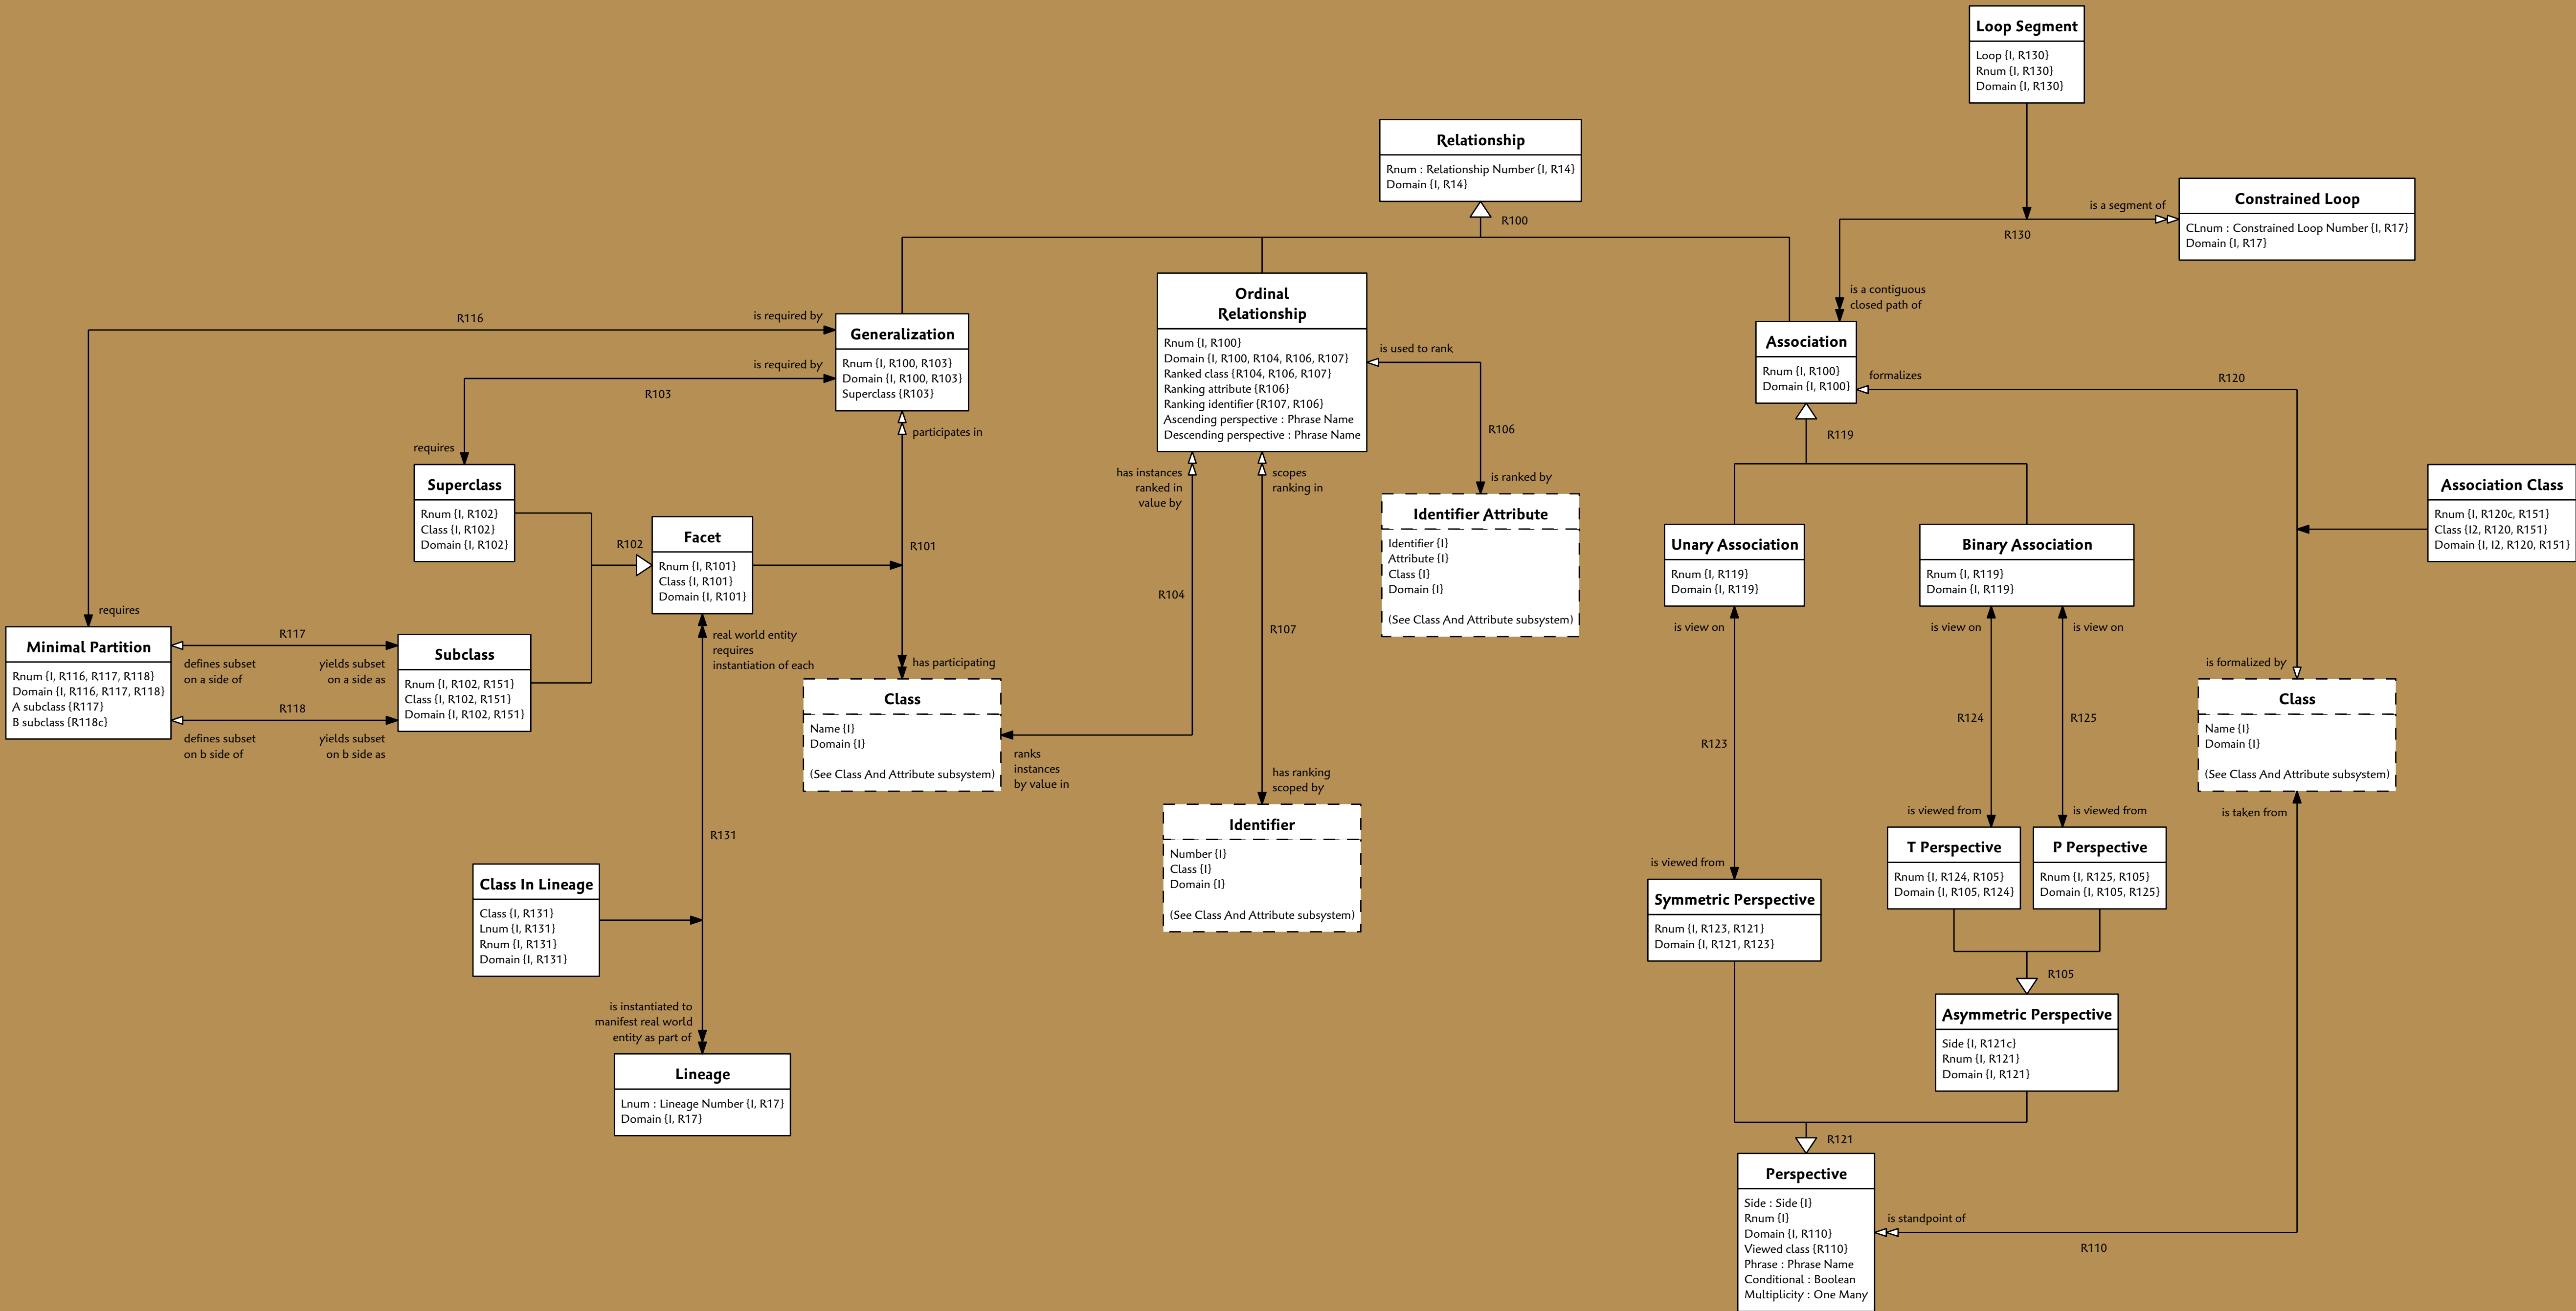 Loop Segment
Loop {I, R130}
Rnum {I, R130}
Domain {I, R130}
Relationship
Rnum : Relationship Number {I, R14}
Domain {I, R14}
R100
Constrained Loop
CLnum : Constrained Loop Number {I, R17}
Domain {I, R17}
is a segment of
R130
is a contiguous
closed path of
Generalization
Rnum {I, R100, R103}
Domain {I, R100, R103}
Superclass {R103}
R116
is required by
is required by
R103
requires
participates in
Ordinal
Relationship
Rnum {I, R100}
Domain {I, R100, R104, R106, R107}
Ranked class {R104, R106, R107}
Ranking attribute {R106}
Ranking identifier {R107, R106}
Ascending perspective : Phrase Name
Descending perspective : Phrase Name
is used to rank
R106
is ranked by
has instances
ranked in
value by
scopes
ranking in
Association
Rnum {I, R100}
Domain {I, R100}
formalizes
R120
R119
Superclass
Rnum {I, R102}
Class {I, R102}
Domain {I, R102}
R102
Facet
Rnum {I, R101}
Class {I, R101}
Domain {I, R101}
R101
Identifier Attribute
Identifier {I}
Attribute {I}
Class {I}
Domain {I}
(See Class And Attribute subsystem)
Unary Association
Rnum {I, R119}
Domain {I, R119}
Binary Association
Rnum {I, R119}
Domain {I, R119}
Association Class
Rnum {I, R120c, R151}
Class {I2, R120, R151}
Domain {I, I2, R120, R151}
requires
Minimal Partition
Rnum {I, R116, R117, R118}
Domain {I, R116, R117, R118}
A subclass {R117}
B subclass {R118c}
R117
defines subset
on a side of
yields subset
on a side as
R118
defines subset
on b side of
yields subset
on b side as
Subclass
Rnum {I, R102, R151}
Class {I, R102, R151}
Domain {I, R102, R151}
real world entity
requires
instantiation of each
has participating
Class
Name {I}
Domain {I}
(See Class And Attribute subsystem)
R104
ranks
instances
by value in
R107
has ranking
scoped by
Identifier
Number {I}
Class {I}
Domain {I}
(See Class And Attribute subsystem)
is view on
is view on
is view on
R123
R124
R125
is formalized by
Class
Name {I}
Domain {I}
(See Class And Attribute subsystem)
is taken from
is viewed from
is viewed from
is viewed from
T Perspective
Rnum {I, R124, R105}
Domain {I, R105, R124}
P Perspective
Rnum {I, R125, R105}
Domain {I, R105, R125}
Symmetric Perspective
Rnum {I, R123, R121}
Domain {I, R121, R123}
R105
Asymmetric Perspective
Side {I, R121c}
Rnum {I, R121}
Domain {I, R121}
R131
Class In Lineage
Class {I, R131}
Lnum {I, R131}
Rnum {I, R131}
Domain {I, R131}
is instantiated to
manifest real world
entity as part of
Lineage
Lnum : Lineage Number {I, R17}
Domain {I, R17}
R121
Perspective
Side : Side {I}
Rnum {I}
Domain {I, R110}
Viewed class {R110}
Phrase : Phrase Name
Conditional : Boolean
Multiplicity : One Many
is standpoint of
R110